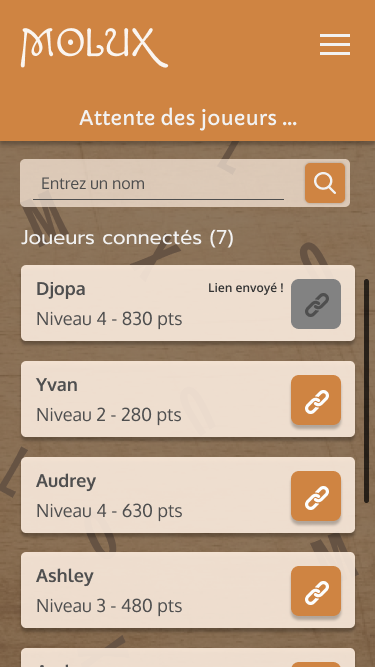 MOLUX
Attente des joueurs ...
Entrez un nom
Joueurs connectés (7)
Djopa
Lien envoyé !
Niveau 4 - 830 pts
Yvan
Niveau 2 - 280 pts
Audrey
Niveau 4 - 630 pts
Ashley
Niveau 3 - 480 pts